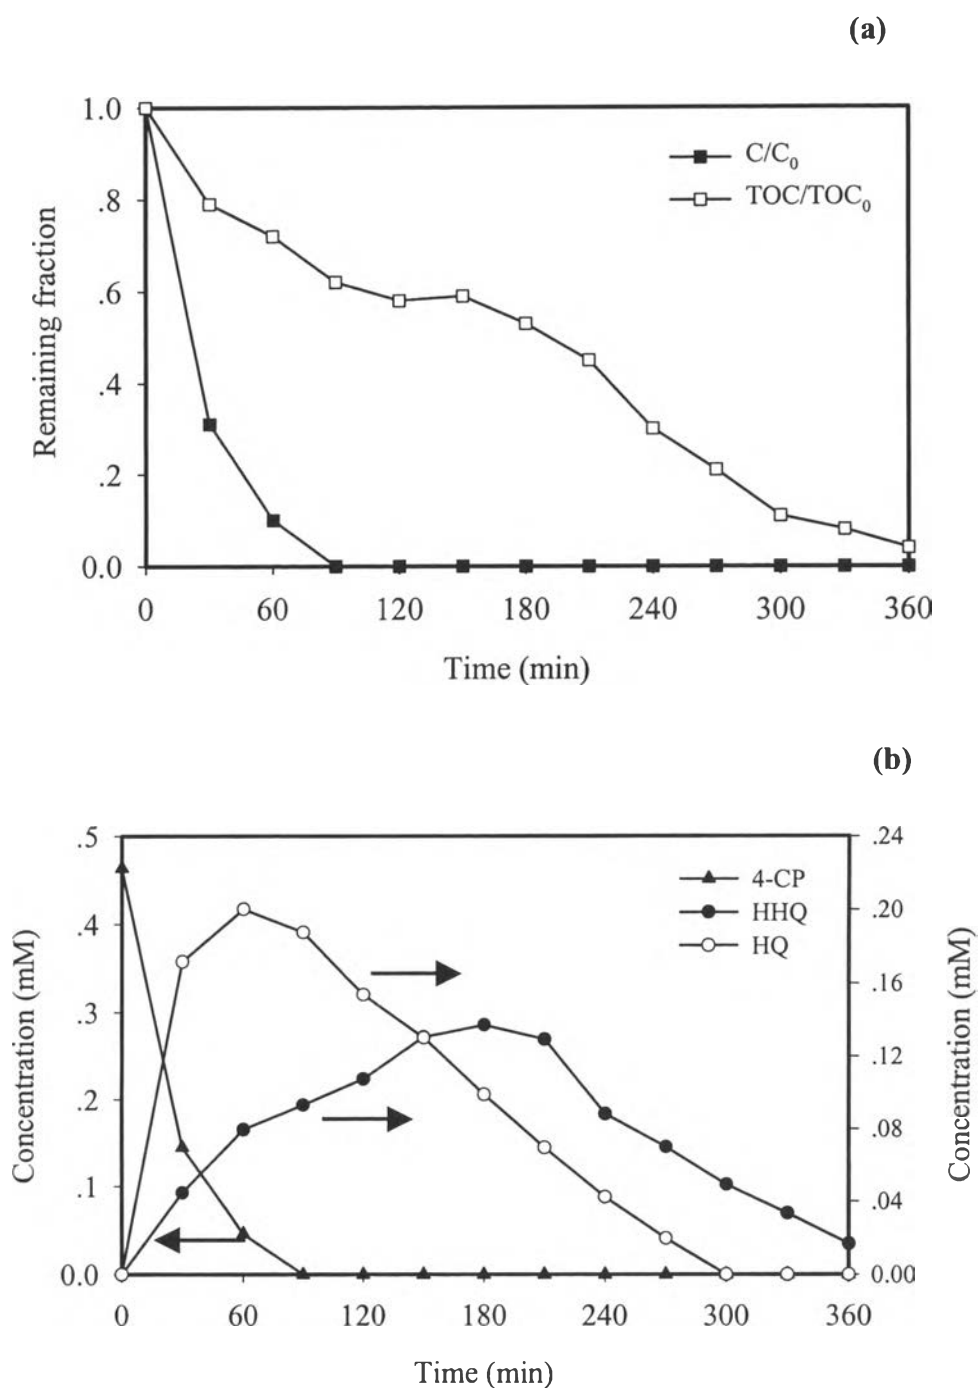 (a)
1.0
.8
.6
.4
.2
0.0
Remaining fraction
C/C0
TOC/TOC0
0 60 120 180 240 300 360
Time (min)
(b)
.5
.4
.3
.2
.1
0.0
Concentration (mM)
4-CP
HHQ
HQ
.24
.20
.16
.12
.08
.04
0.00
Concentration (mM)
0 60 120 180 240 300 360
Time (min)